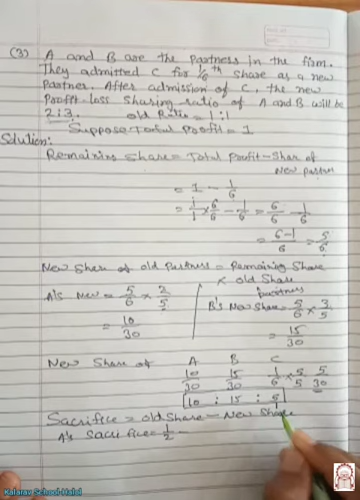 (3) A and B are the Partners in the firm.
They admitted C for 1/6th share as a new
Partner. After admission of C, the new
Profit-loss Sharing ratio of A and B will be
2:3. old Ratio = 1:1
Suppose Total Profit = 1
Solution:
Remaining Share = Total Profit - Share of
New partner
= 1 - 1/6
= 1/1 × 6/6 - 1/6 = 6/6 - 1/6
= 6-1/6 = 5/6
New Share of old Partners = Remaining Share
× old Share
partners
A's New = 5/6 × 2/5 B's New Share = 5/6 × 3/5
= 10/30 = 15/30
New Share of A B C
10/30 15/30 1/6 × 5/5 5/30
10 : 15 : 5
Sacrifice = old Share - New Share
A's Sacrifice = 1/2 -
Kalarav School-Halol